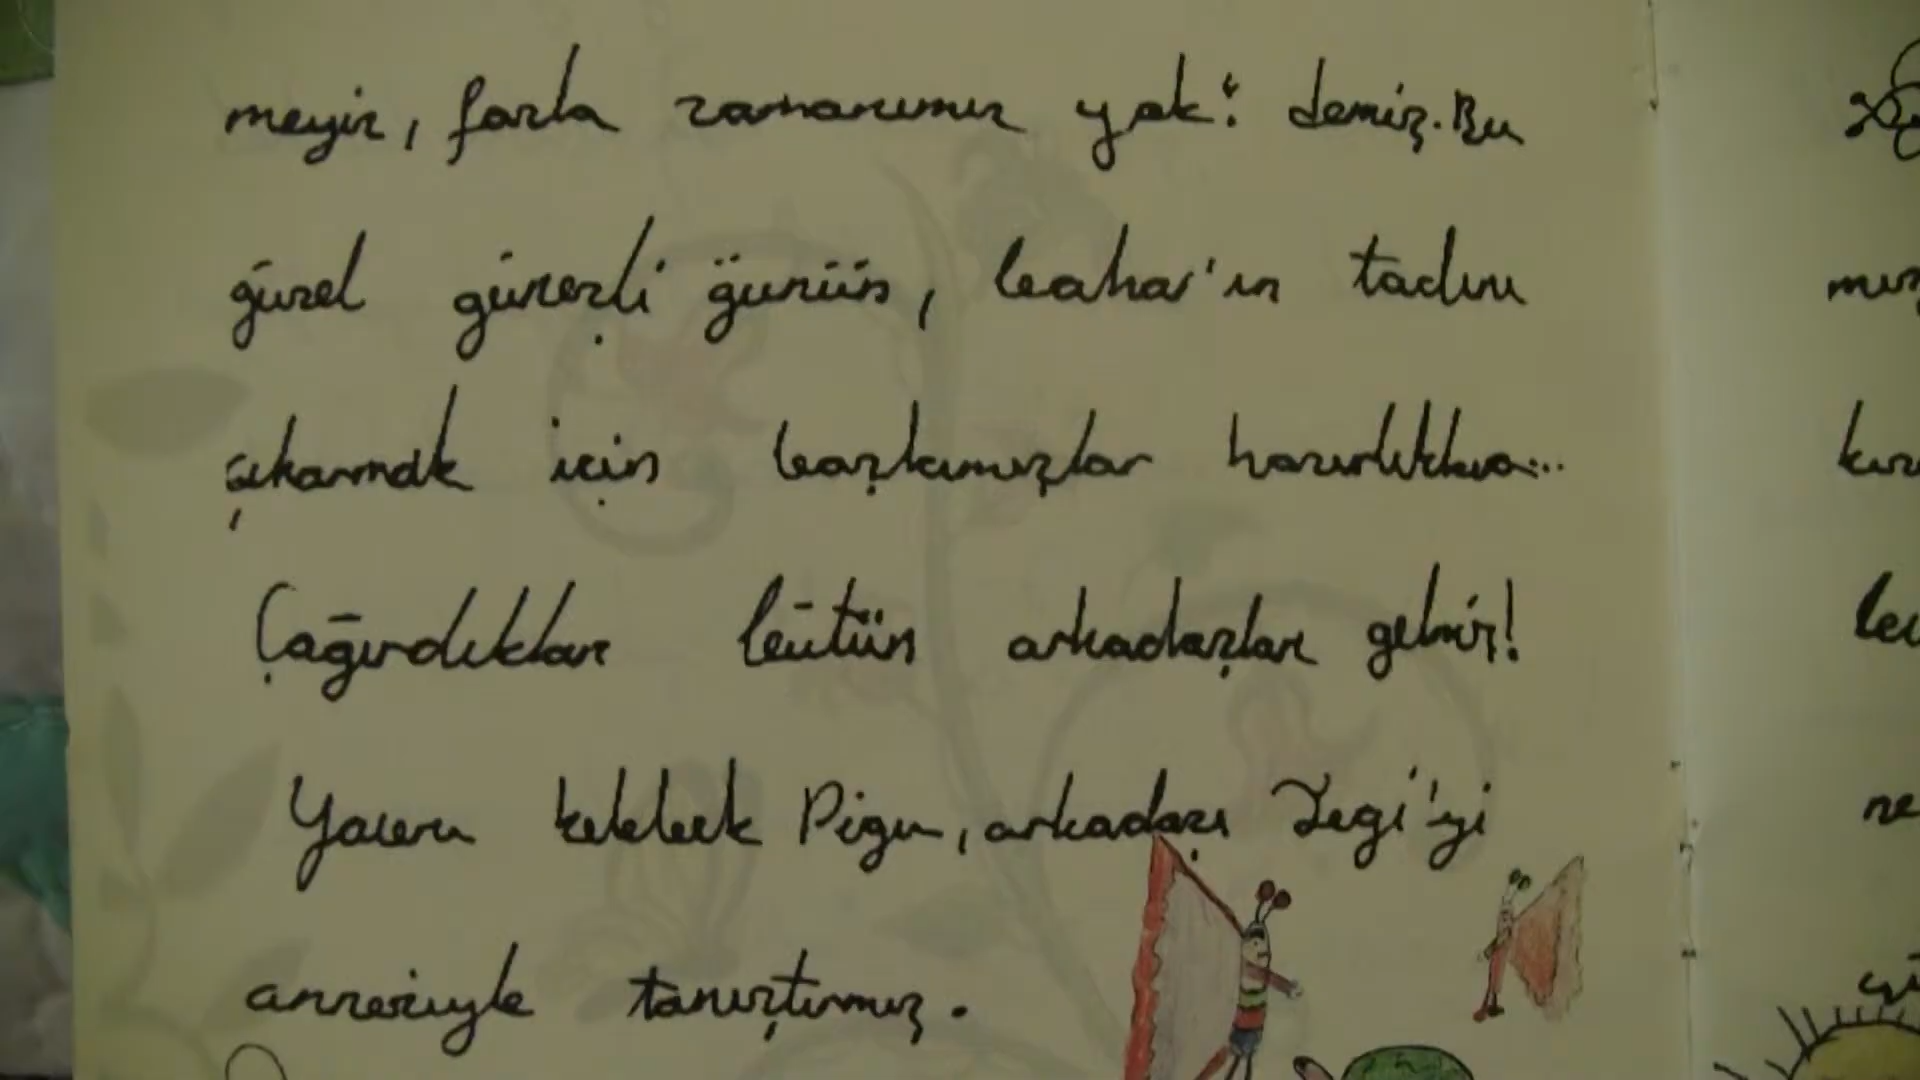 meyin, fazla zamanımız yok". demiş. Bu
güzel güneşli günün, bahar'ın tadını
çıkarmak için başlamışlar hazırlıklara...
Çağırdıkları bütün arkadaşları gelmiş!
Yavru kelebek Pigu, arkadaşı Zegi'yi
annesiyle tanıştırmış.